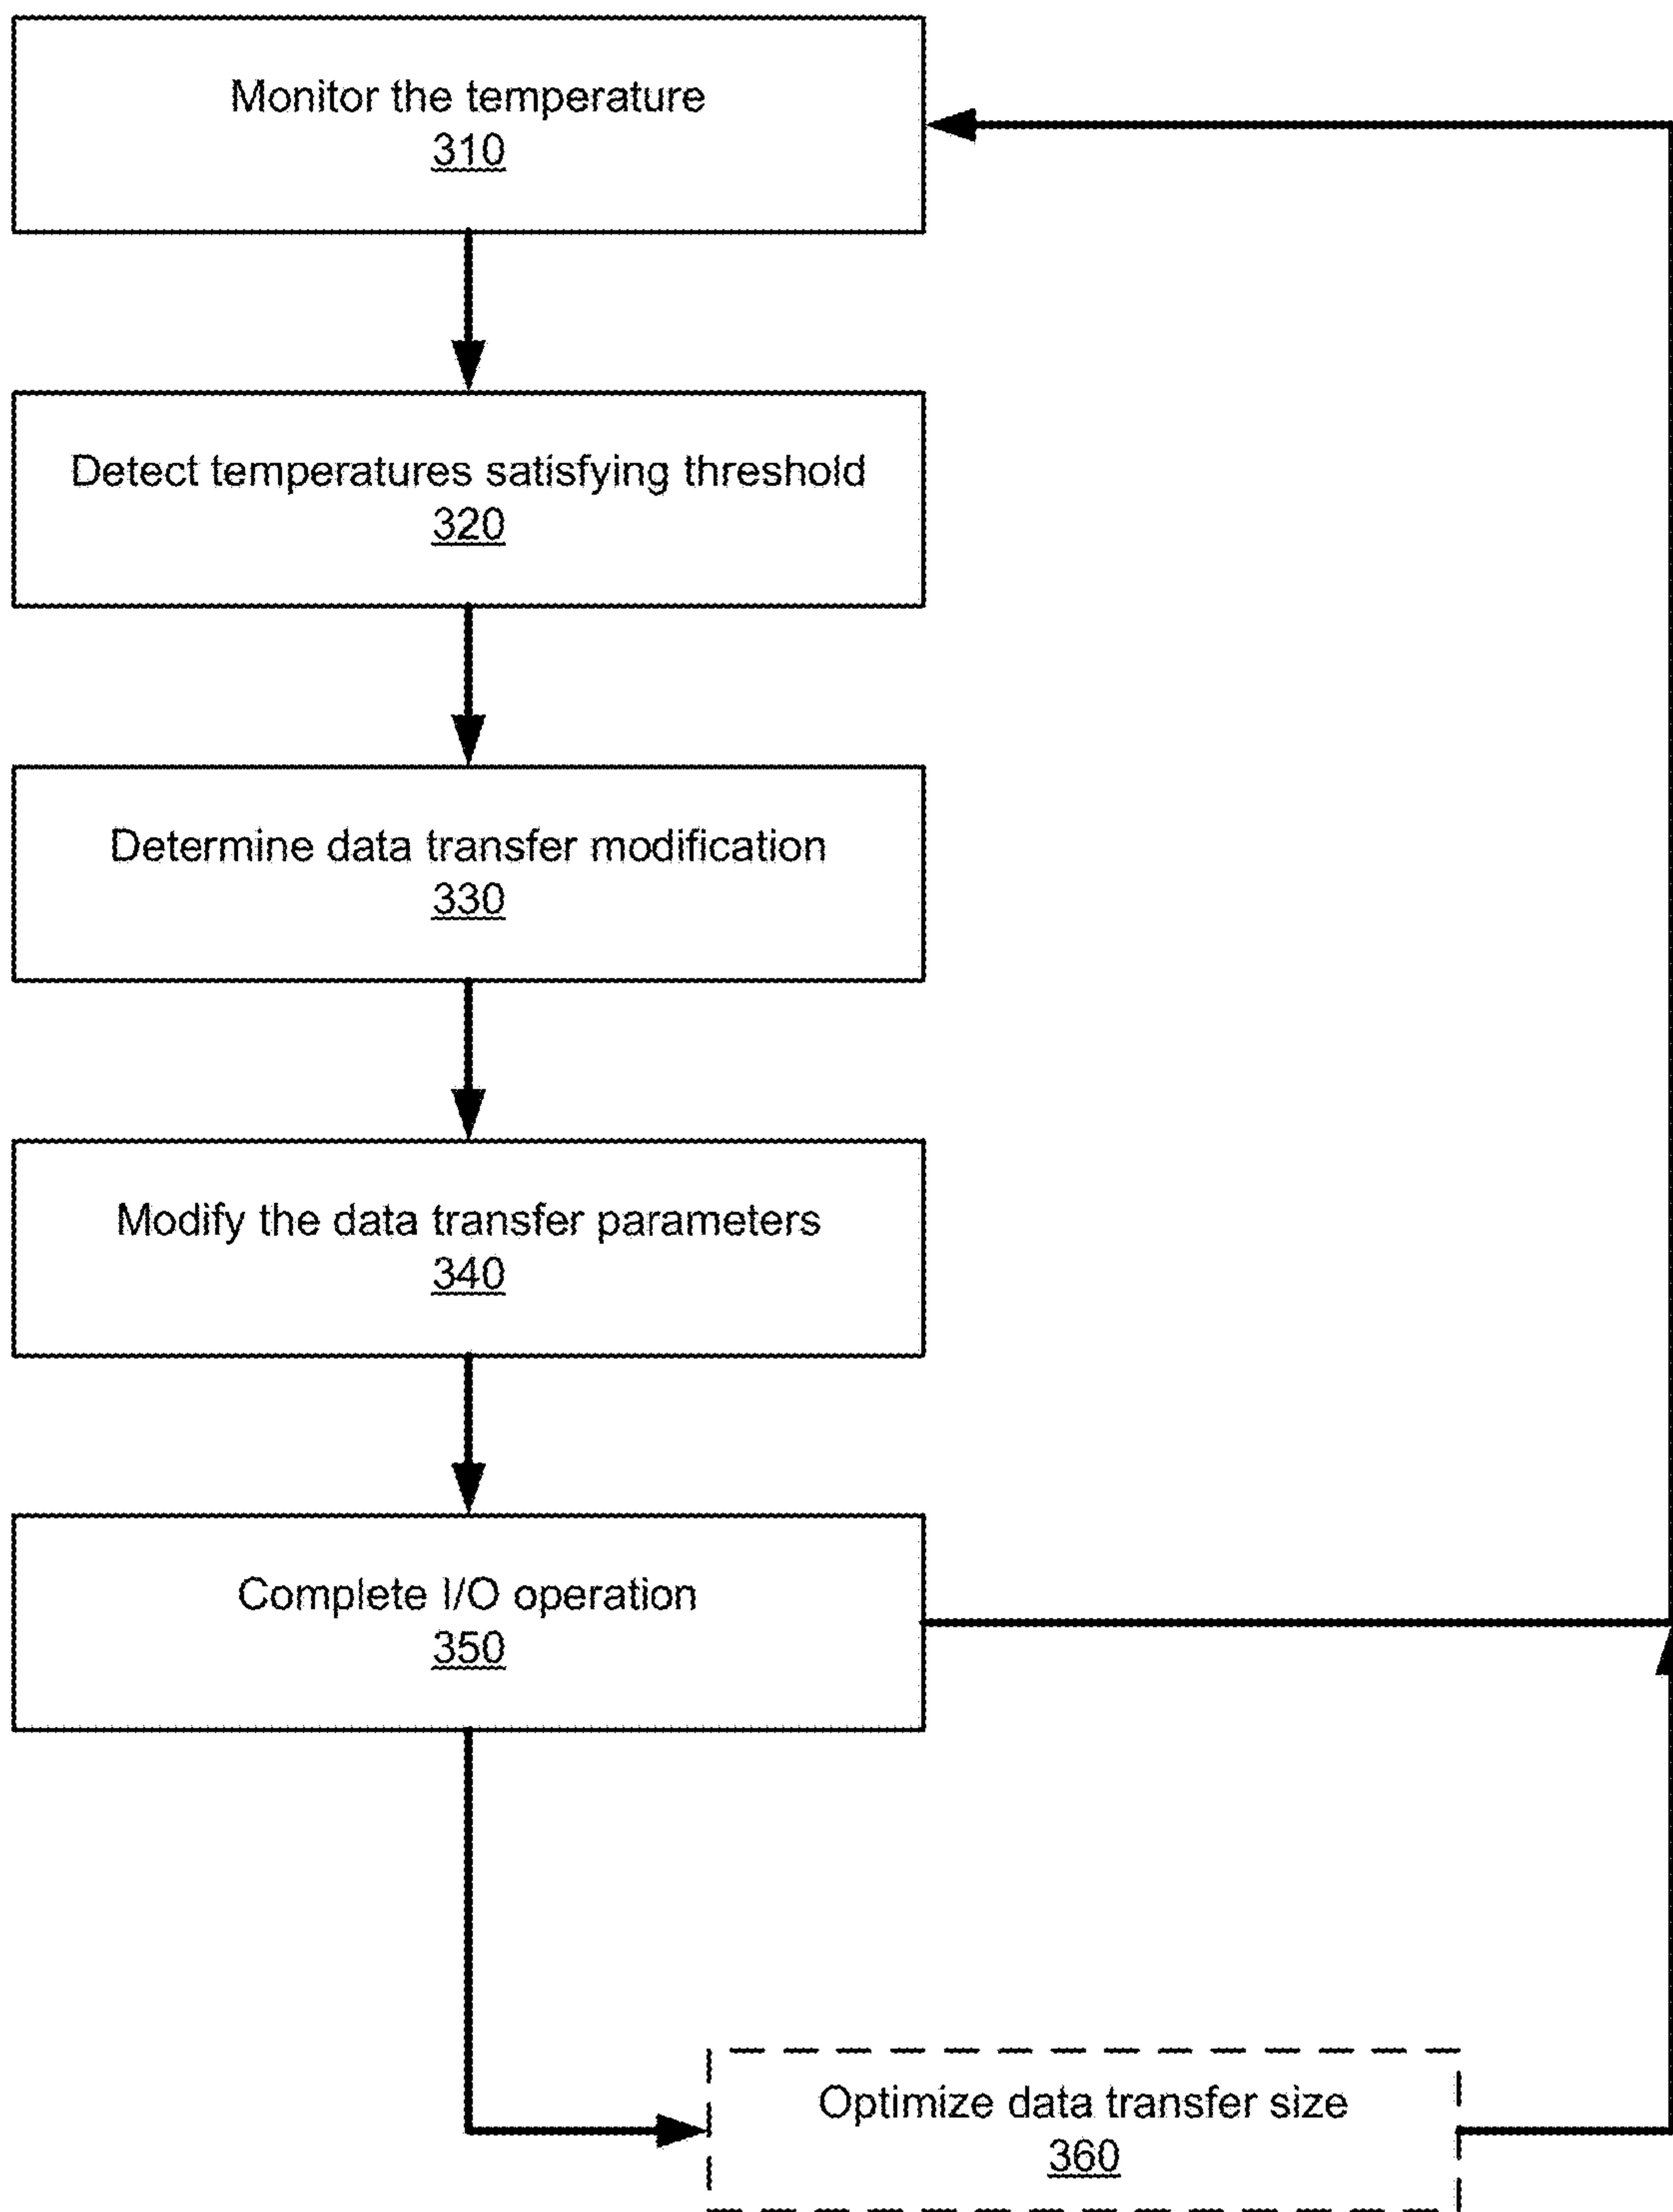 Monitor the temperature
310
Detect temperatures satisfying threshold
320
Determine data transfer modification
330
Modify the data transfer parameters
340
Complete I/O operation
350
Optimize data transfer size
360